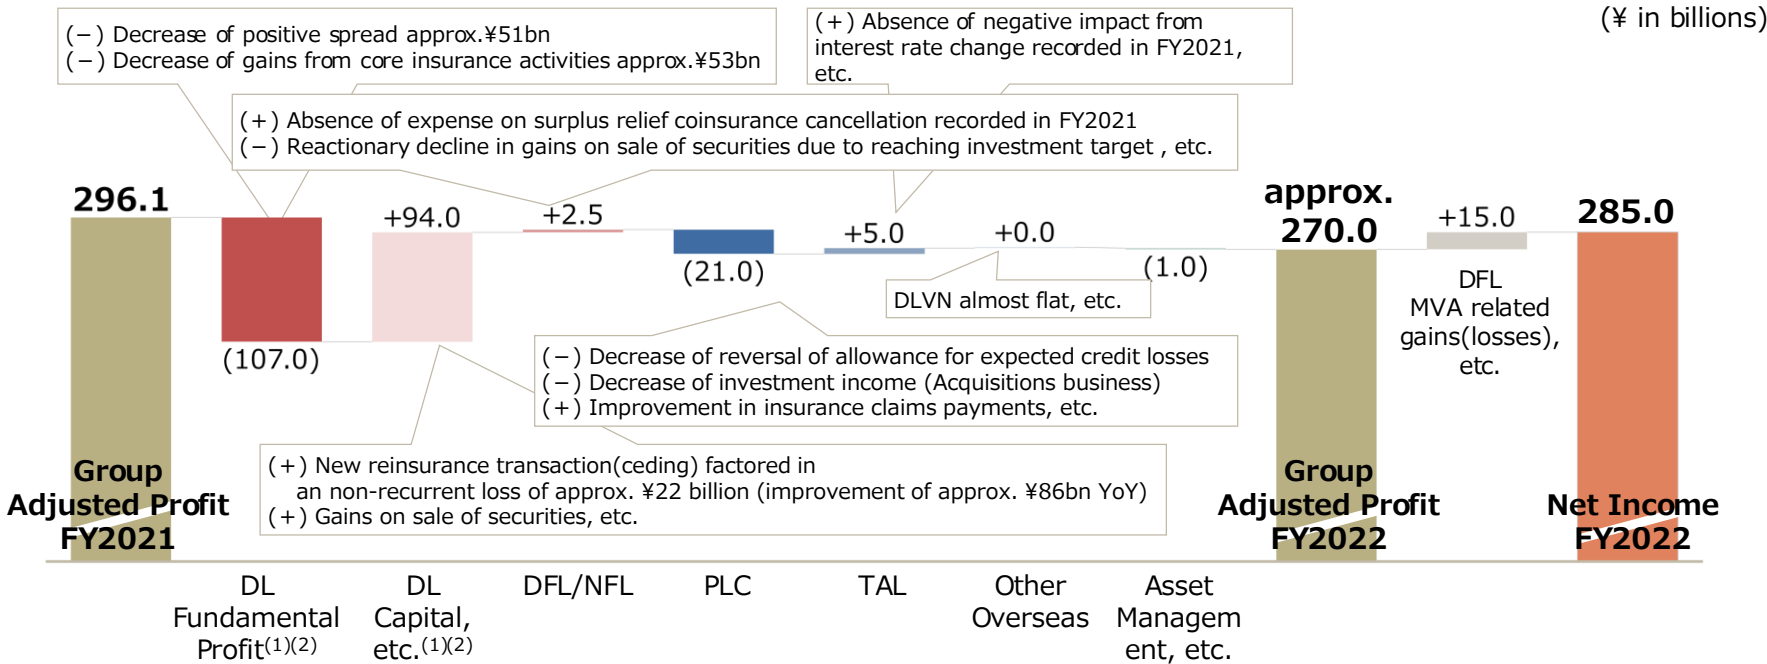 (¥ in billions)
(−) Decrease of positive spread approx.¥51bn
(−) Decrease of gains from core insurance activities approx.¥53bn
(+) Absence of negative impact from
interest rate change recorded in FY2021,
etc.
(+) Absence of expense on surplus relief coinsurance cancellation recorded in FY2021
(−) Reactionary decline in gains on sale of securities due to reaching investment target , etc.
296.1
(107.0)
+94.0
+2.5
(21.0)
+5.0
+0.0
(1.0)
approx.
270.0
+15.0
285.0
DLVN almost flat, etc.
DFL
MVA related
gains(losses),
etc.
(−) Decrease of reversal of allowance for expected credit losses
(−) Decrease of investment income (Acquisitions business)
(+) Improvement in insurance claims payments, etc.
(+) New reinsurance transaction(ceding) factored in
an non-recurrent loss of approx. ¥22 billion (improvement of approx. ¥86bn YoY)
(+) Gains on sale of securities, etc.
Group
Adjusted Profit
FY2021
Group
Adjusted Profit
FY2022
Net Income
FY2022
DL
Fundamental
Profit(1)(2)
DL
Capital,
etc.(1)(2)
DFL/NFL
PLC
TAL
Other
Overseas
Asset
Managem
ent, etc.